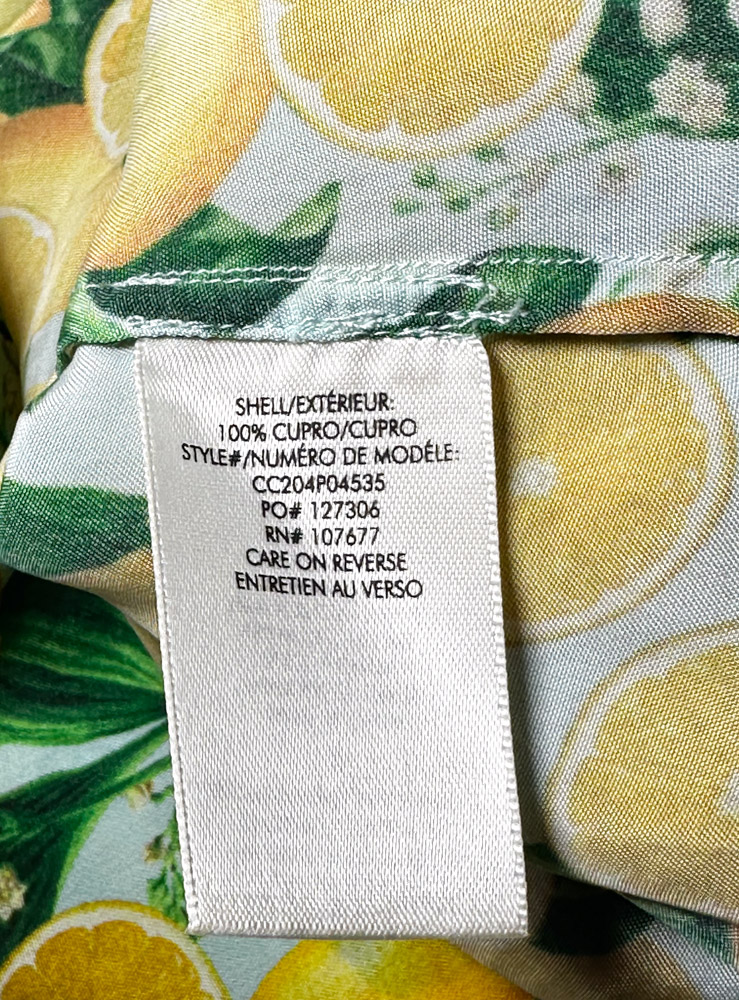 SHELL/EXTÉRIEUR:
100% CUPRO/CUPRO
STYLE#/NUMÉRO DE MODÉLE:
CC204P04535
PO# 127306
RN# 107677
CARE ON REVERSE
ENTRETIEN AU VERSO